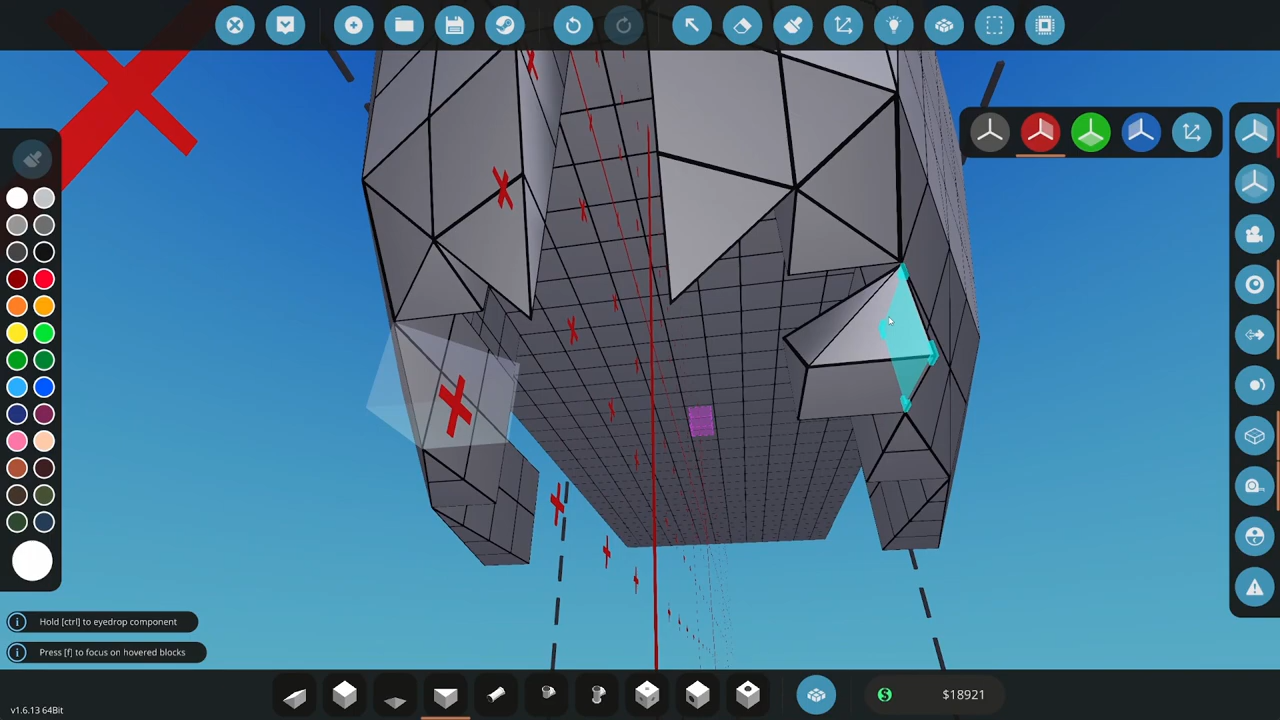 Hold [ctrl] to eyedrop component
Press [f] to focus on hovered blocks
$18921
v1.6.13 64Bit